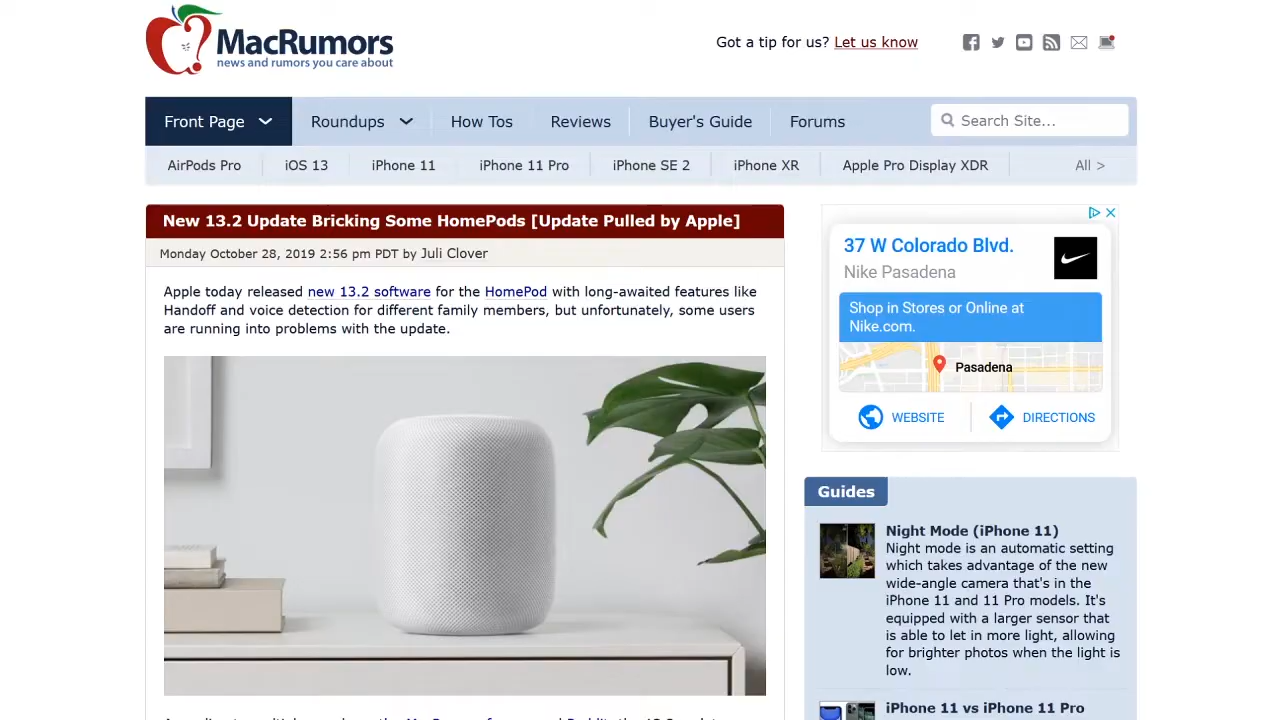 MacRumors
news and rumors you care about
Got a tip for us? Let us know
Front Page Roundups How Tos Reviews Buyer's Guide Forums Search Site...
AirPods Pro iOS 13 iPhone 11 iPhone 11 Pro iPhone SE 2 iPhone XR Apple Pro Display XDR All >
New 13.2 Update Bricking Some HomePods [Update Pulled by Apple]
Monday October 28, 2019 2:56 pm PDT by Juli Clover
Apple today released new 13.2 software for the HomePod with long-awaited features like
Handoff and voice detection for different family members, but unfortunately, some users
are running into problems with the update.
37 W Colorado Blvd.
Nike Pasadena
Shop in Stores or Online at
Nike.com.
Pasadena
WEBSITE DIRECTIONS
Guides
Night Mode (iPhone 11)
Night mode is an automatic setting
which takes advantage of the new
wide-angle camera that's in the
iPhone 11 and 11 Pro models. It's
equipped with a larger sensor that
is able to let in more light, allowing
for brighter photos when the light is
low.
iPhone 11 vs iPhone 11 Pro